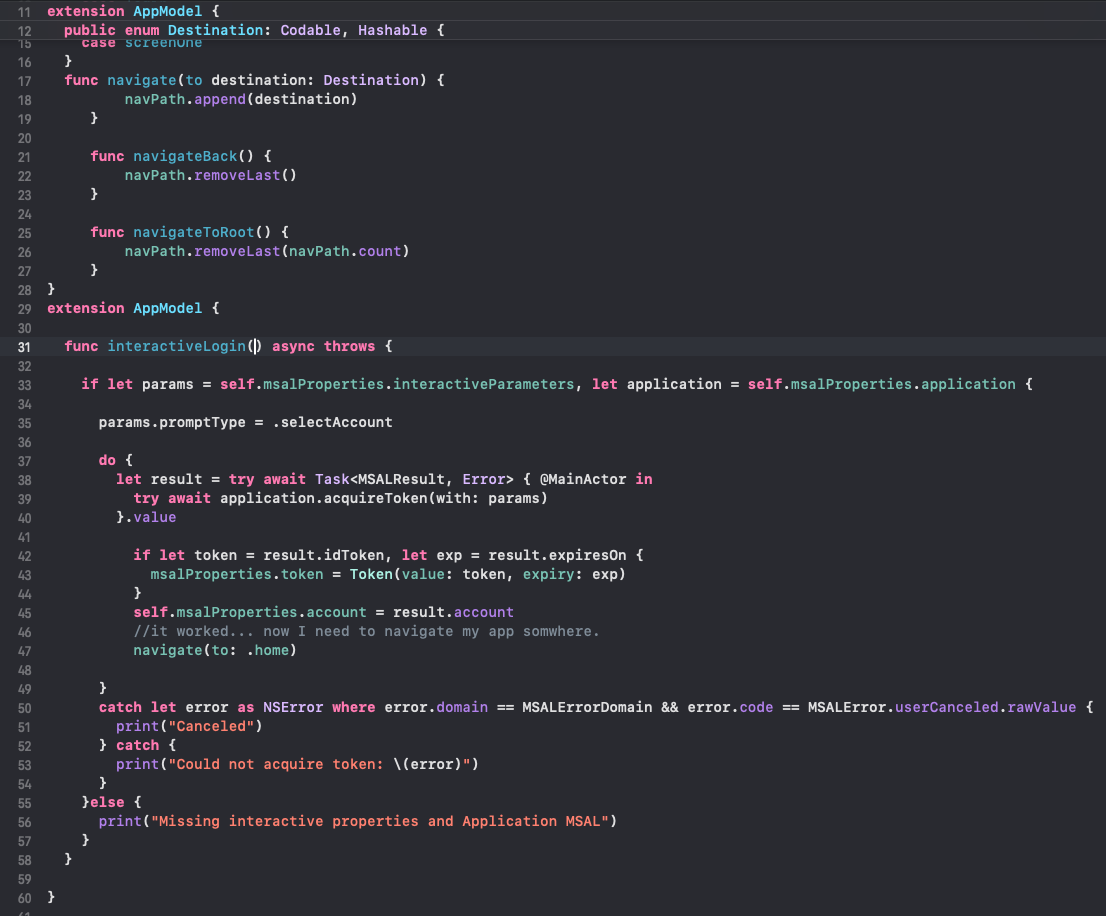 11 extension AppModel {
12 public enum Destination: Codable, Hashable {
15 case screenOne
16 }
17 func navigate(to destination: Destination) {
18 navPath.append(destination)
19 }
20
21 func navigateBack() {
22 navPath.removeLast()
23 }
24
25 func navigateToRoot() {
26 navPath.removeLast(navPath.count)
27 }
28 }
29 extension AppModel {
30
31 func interactiveLogin() async throws {
32
33 if let params = self.msalProperties.interactiveParameters, let application = self.msalProperties.application {
34
35 params.promptType = .selectAccount
36
37 do {
38 let result = try await Task<MSALResult, Error> { @MainActor in
39 try await application.acquireToken(with: params)
40 }.value
41
42 if let token = result.idToken, let exp = result.expiresOn {
43 msalProperties.token = Token(value: token, expiry: exp)
44 }
45 self.msalProperties.account = result.account
46 //it worked... now I need to navigate my app somwhere.
47 navigate(to: .home)
48
49 }
50 catch let error as NSError where error.domain == MSALErrorDomain && error.code == MSALError.userCanceled.rawValue {
51 print("Canceled")
52 } catch {
53 print("Could not acquire token: \(error)")
54 }
55 }else {
56 print("Missing interactive properties and Application MSAL")
57 }
58 }
59
60 }
61